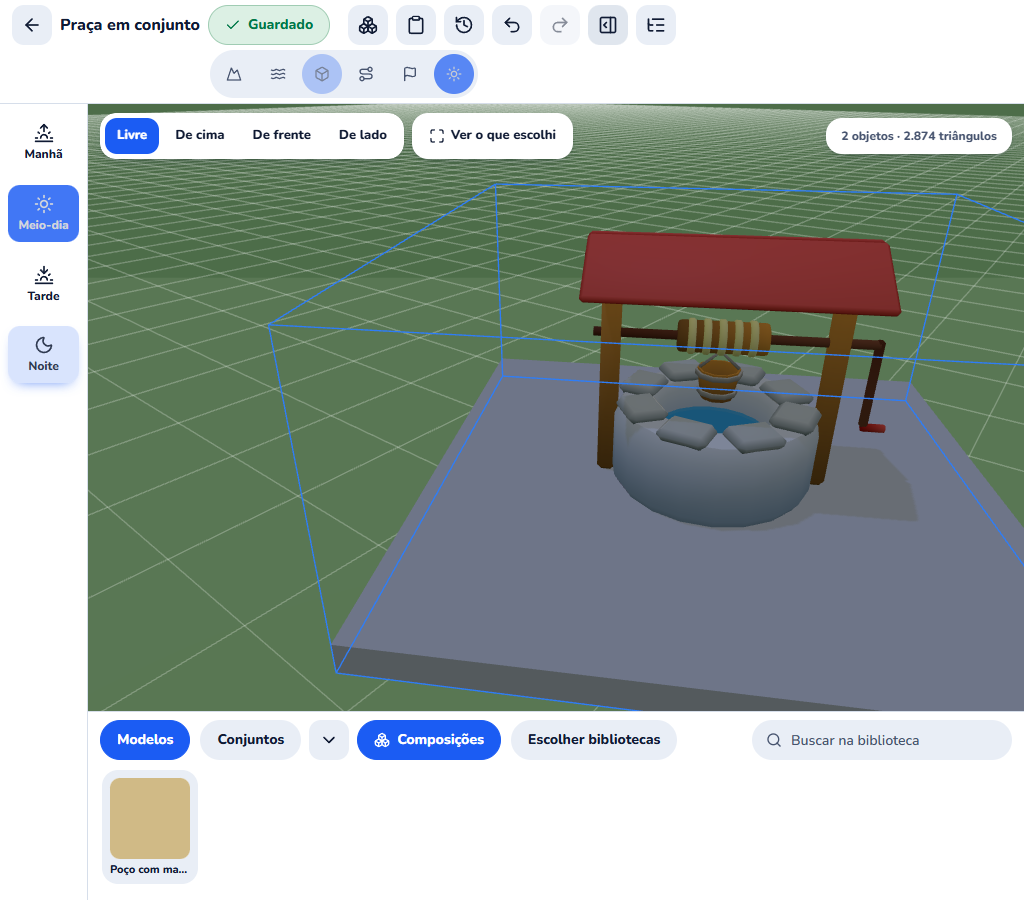 Praça em conjunto
Guardado
Manhã
Meio-dia
Tarde
Noite
Livre
De cima
De frente
De lado
Ver o que escolhi
2 objetos · 2.874 triângulos
Modelos
Conjuntos
Composições
Escolher bibliotecas
Buscar na biblioteca
Poço com ma...